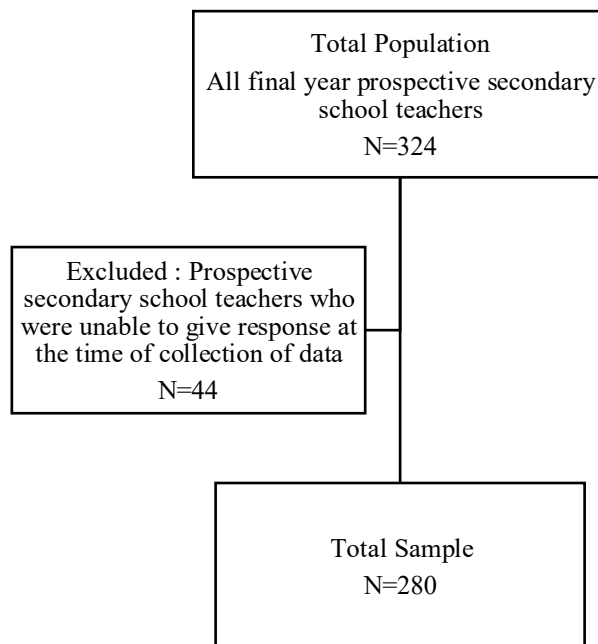 Total Population
All final year prospective secondary
school teachers
N=324
Excluded : Prospective
secondary school teachers who
were unable to give response at
the time of collection of data
N=44
Total Sample
N=280